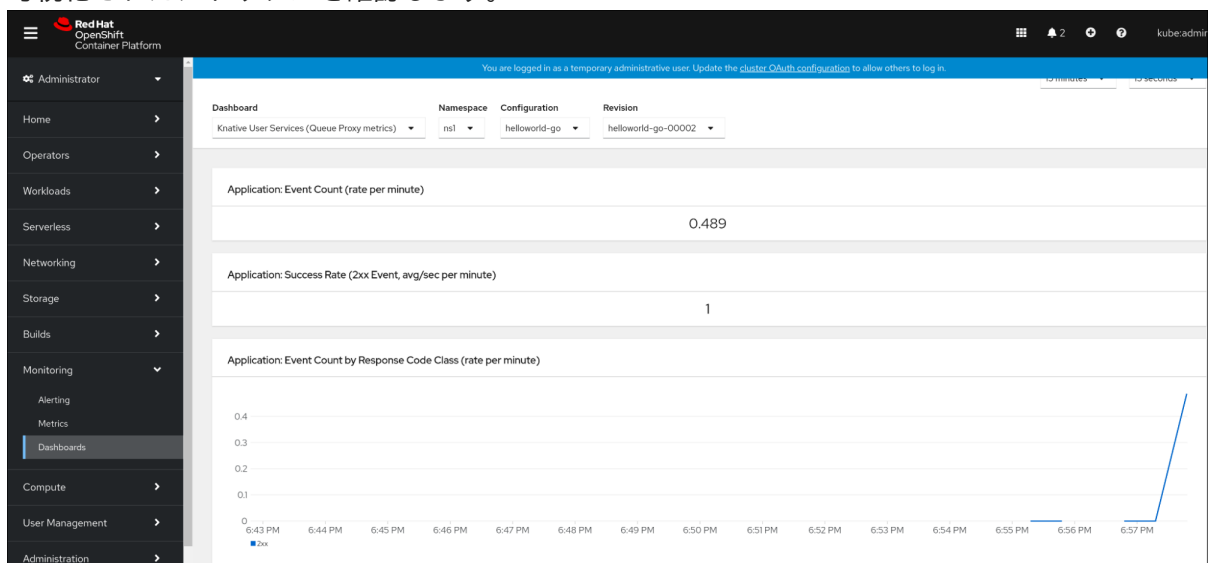 Red Hat
OpenShift
Container Platform
2
kube:admin
Administrator
You are logged in as a temporary administrative user. Update the cluster OAuth configuration to allow others to log in.
Home
Operators
Workloads
Serverless
Networking
Storage
Builds
Monitoring
Alerting
Metrics
Dashboards
Compute
User Management
Administration
Dashboard
Namespace
Configuration
Revision
Knative User Services (Queue Proxy metrics)
ns1
helloworld-go
helloworld-go-00002
Application: Event Count (rate per minute)
0.489
Application: Success Rate (2xx Event, avg/sec per minute)
1
Application: Event Count by Response Code Class (rate per minute)
0.4
0.3
0.2
0.1
0
6:43 PM 6:44 PM 6:45 PM 6:46 PM 6:47 PM 6:48 PM 6:49 PM 6:50 PM 6:51 PM 6:52 PM 6:53 PM 6:54 PM 6:55 PM 6:56 PM 6:57 PM
2xx